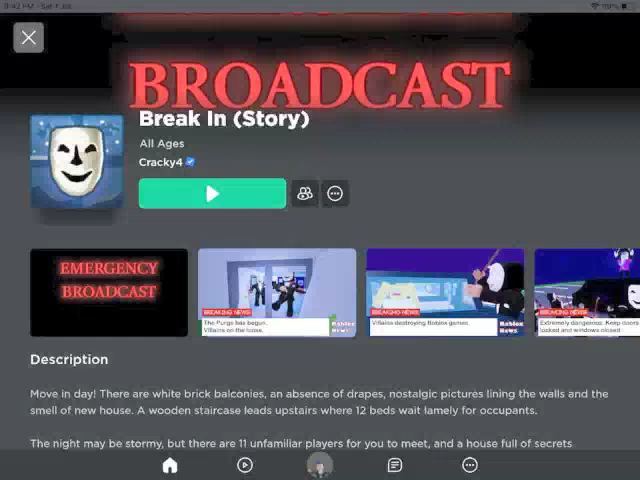 BROADCAST
Break In (Story)
All Ages
Cracky4
EMERGENCY
BROADCAST
BREAKING NEWS
The Purge has begun.
Villains on the loose.
Roblox
News
BREAKING NEWS
Villains destroying Roblox games.
Roblox
News
BREAKING NEWS
Extremely dangerous. Keep doors
locked and windows closed
Description
Move in day! There are white brick balconies, an absence of drapes, nostalgic pictures lining the walls and the
smell of new house. A wooden staircase leads upstairs where 12 beds wait lamely for occupants.
The night may be stormy, but there are 11 unfamiliar players for you to meet, and a house full of secrets